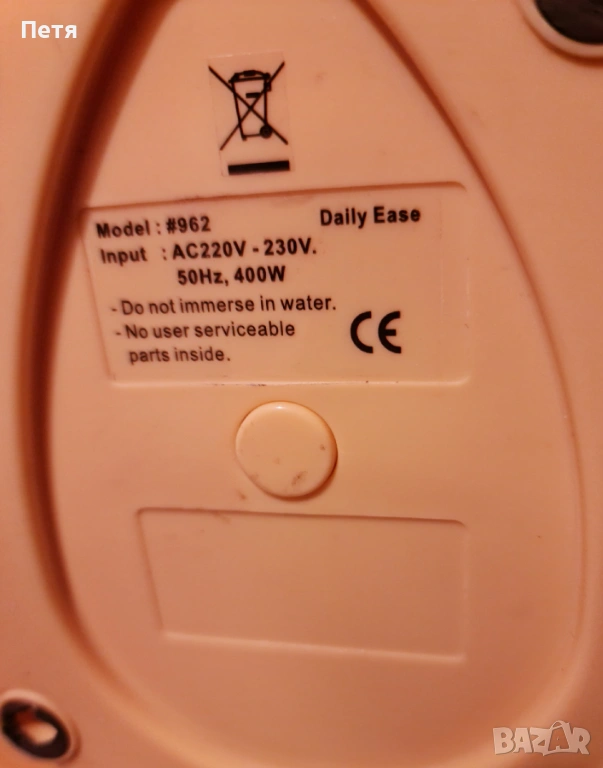 Петя
Model : #962 Daily Ease
Input : AC220V - 230V.
50Hz, 400W
- Do not immerse in water.
- No user serviceable
parts inside.
CE
BAZAR